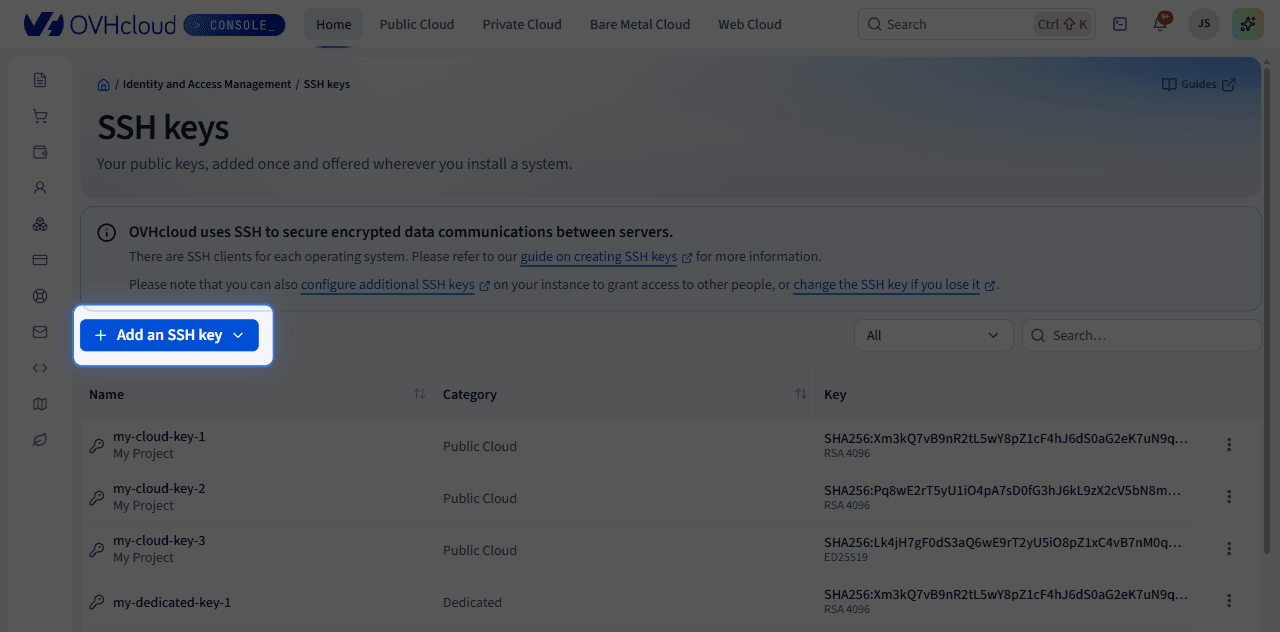 OVHcloud > CONSOLE_ Home Public Cloud Private Cloud Bare Metal Cloud Web Cloud Search Ctrl ⇧ K 9+ JS
/ Identity and Access Management / SSH keys Guides
SSH keys
Your public keys, added once and offered wherever you install a system.
OVHcloud uses SSH to secure encrypted data communications between servers.
There are SSH clients for each operating system. Please refer to our guide on creating SSH keys for more information.
Please note that you can also configure additional SSH keys on your instance to grant access to other people, or change the SSH key if you lose it .
+ Add an SSH key All Search...
Name Category Key
my-cloud-key-1 Public Cloud SHA256:Xm3kQ7vB9nR2tL5wY8pZ1cF4hJ6dS0aG2eK7uN9q...
My Project RSA 4096
my-cloud-key-2 Public Cloud SHA256:Pq8wE2rT5yU1iO4pA7sD0fG3hJ6kL9zX2cV5bN8m...
My Project RSA 4096
my-cloud-key-3 Public Cloud SHA256:Lk4jH7gF0dS3aQ6wE9rT2yU5iO8pZ1xC4vB7nM0q...
My Project ED25519
my-dedicated-key-1 Dedicated SHA256:Xm3kQ7vB9nR2tL5wY8pZ1cF4hJ6dS0aG2eK7uN9q...
RSA 4096